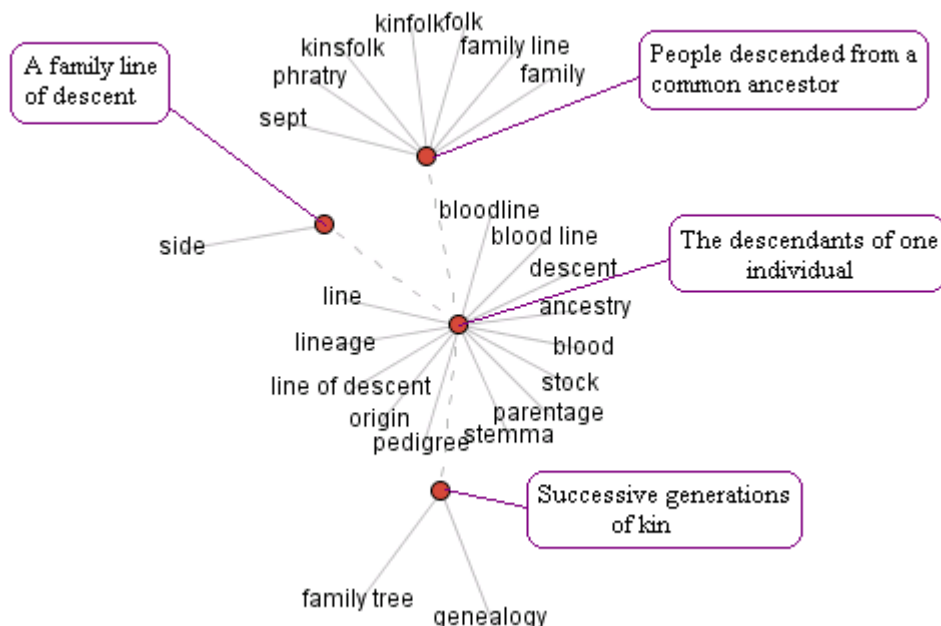 kinfolk
folk
kinsfolk
family line
phratry
family
sept
A family line
of descent
People descended from a
common ancestor
side
bloodline
blood line
descent
ancestry
blood
stock
parentage
stemma
pedigree
origin
line of descent
lineage
line
The descendants of one
individual
Successive generations
of kin
family tree
genealogy